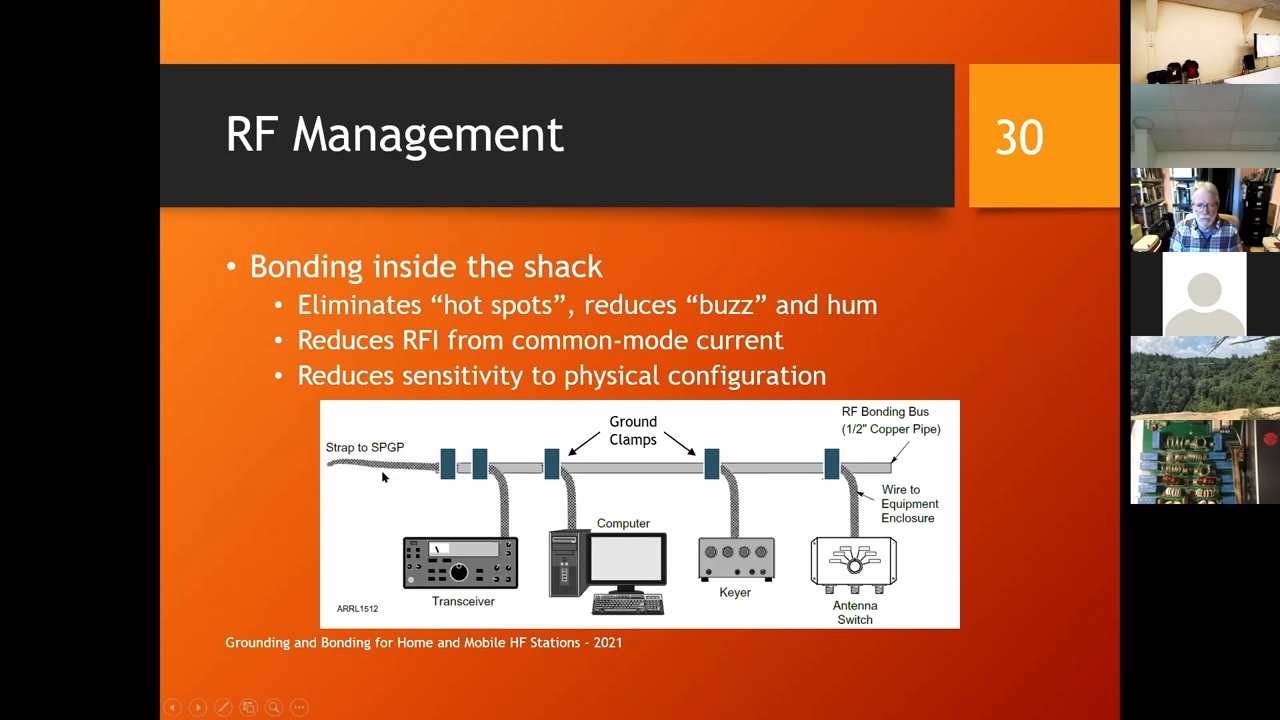 RF Management
30
• Bonding inside the shack
• Eliminates “hot spots”, reduces “buzz” and hum
• Reduces RFI from common-mode current
• Reduces sensitivity to physical configuration
Strap to SPGP
Ground
Clamps
RF Bonding Bus
(1/2" Copper Pipe)
Wire to
Equipment
Enclosure
Computer
Transceiver
Keyer
Antenna
Switch
ARRL1512
Grounding and Bonding for Home and Mobile HF Stations - 2021